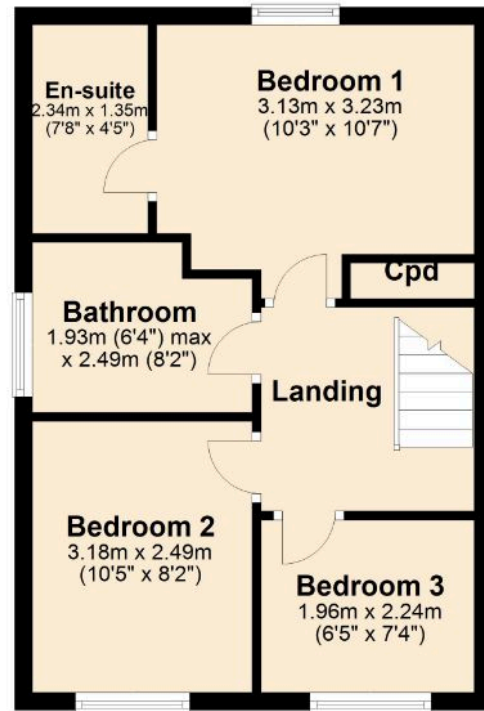 En-suite
2.34m x 1.35m
(7'8" x 4'5")
Bedroom 1
3.13m x 3.23m
(10'3" x 10'7")
Cpd
Bathroom
1.93m (6'4") max
x 2.49m (8'2")
Landing
Bedroom 2
3.18m x 2.49m
(10'5" x 8'2")
Bedroom 3
1.96m x 2.24m
(6'5" x 7'4")